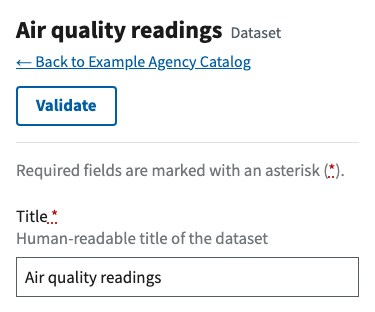 Air quality readings Dataset
← Back to Example Agency Catalog
Validate
Required fields are marked with an asterisk (*).
Title *
Human-readable title of the dataset
Air quality readings